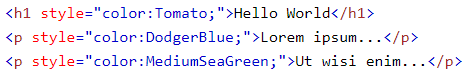 <h1 style="color:Tomato;">Hello World</h1>
<p style="color:DodgerBlue;">Lorem ipsum...</p>
<p style="color:MediumSeaGreen;">Ut wisi enim...</p>